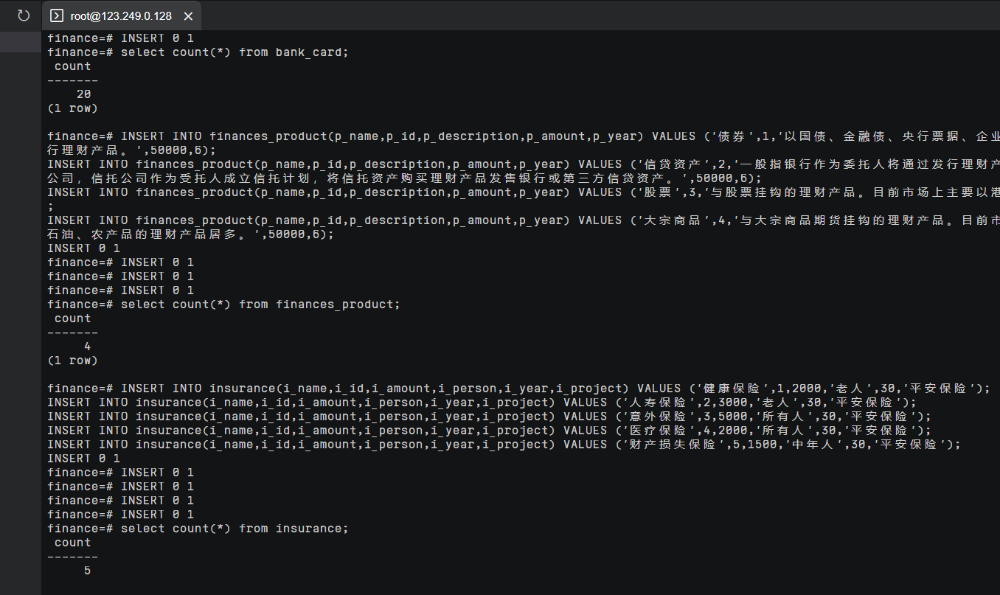 root@123.249.0.128
finance=# INSERT 0 1
finance=# select count(*) from bank_card;
 count
-------
    20
(1 row)

finance=# INSERT INTO finances_product(p_name,p_id,p_description,p_amount,p_year) VALUES ('债券',1,'以国债、金融债、央行票据、企业
行理财产品。',50000,6);
INSERT INTO finances_product(p_name,p_id,p_description,p_amount,p_year) VALUES ('信贷资产',2,'一般指银行作为委托人将通过发行理财产
公司，信托公司作为受托人成立信托计划，将信托资产购买理财产品发售银行或第三方信贷资产。',50000,6);
INSERT INTO finances_product(p_name,p_id,p_description,p_amount,p_year) VALUES ('股票',3,'与股票挂钩的理财产品。目前市场上主要以港
;
INSERT INTO finances_product(p_name,p_id,p_description,p_amount,p_year) VALUES ('大宗商品',4,'与大宗商品期货挂钩的理财产品。目前市
石油、农产品的理财产品居多。',50000,6);
INSERT 0 1
finance=# INSERT 0 1
finance=# INSERT 0 1
finance=# INSERT 0 1
finance=# select count(*) from finances_product;
 count
-------
     4
(1 row)

finance=# INSERT INTO insurance(i_name,i_id,i_amount,i_person,i_year,i_project) VALUES ('健康保险',1,2000,'老人',30,'平安保险');
INSERT INTO insurance(i_name,i_id,i_amount,i_person,i_year,i_project) VALUES ('人寿保险',2,3000,'老人',30,'平安保险');
INSERT INTO insurance(i_name,i_id,i_amount,i_person,i_year,i_project) VALUES ('意外保险',3,5000,'所有人',30,'平安保险');
INSERT INTO insurance(i_name,i_id,i_amount,i_person,i_year,i_project) VALUES ('医疗保险',4,2000,'所有人',30,'平安保险');
INSERT INTO insurance(i_name,i_id,i_amount,i_person,i_year,i_project) VALUES ('财产损失保险',5,1500,'中年人',30,'平安保险');
INSERT 0 1
finance=# INSERT 0 1
finance=# INSERT 0 1
finance=# INSERT 0 1
finance=# INSERT 0 1
finance=# select count(*) from insurance;
 count
-------
     5